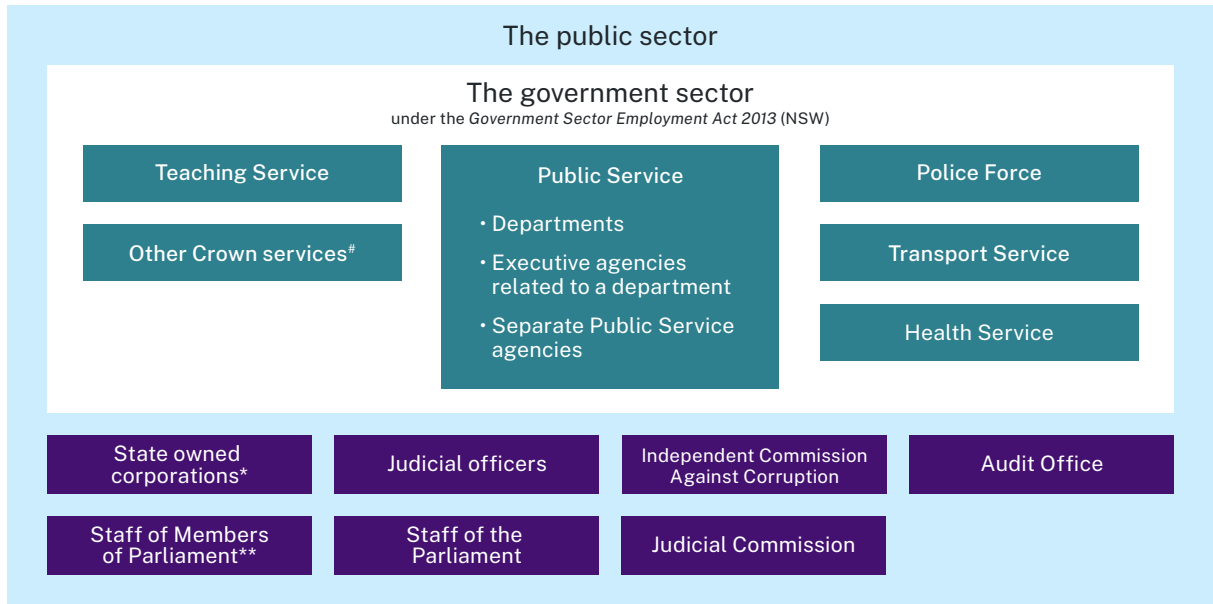 The public sector
The government sector
under the Government Sector Employment Act 2013 (NSW)
Teaching Service
Other Crown services#
Public Service
• Departments
• Executive agencies
related to a department
• Separate Public Service
agencies
Police Force
Transport Service
Health Service
State owned
corporations*
Judicial officers
Independent Commission
Against Corruption
Audit Office
Staff of Members
of Parliament**
Staff of the
Parliament
Judicial Commission